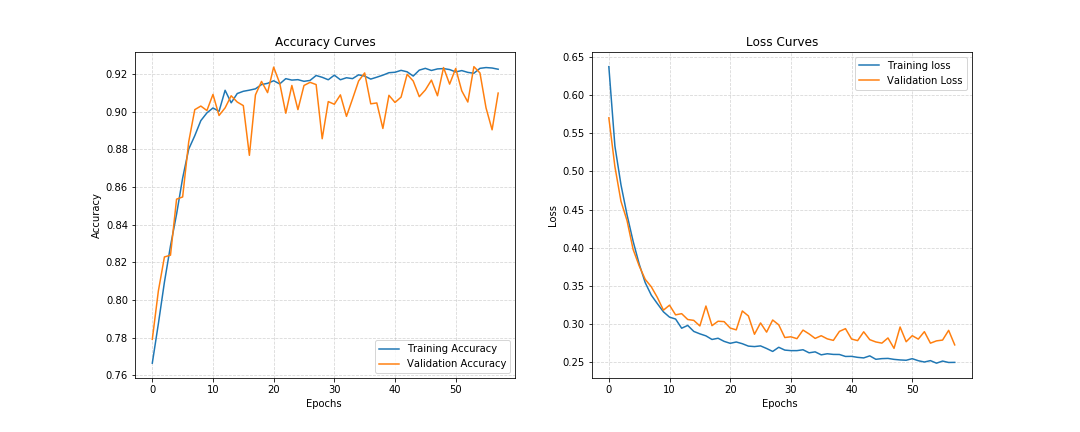 Accuracy Curves
0.92
0.90
0.88
0.86
0.84
0.82
0.80
0.78
0.76
Accuracy
0 10 20 30 40 50
Epochs
Training Accuracy
Validation Accuracy
Loss Curves
0.65
0.60
0.55
0.50
0.45
0.40
0.35
0.30
0.25
Loss
0 10 20 30 40 50
Epochs
Training loss
Validation Loss